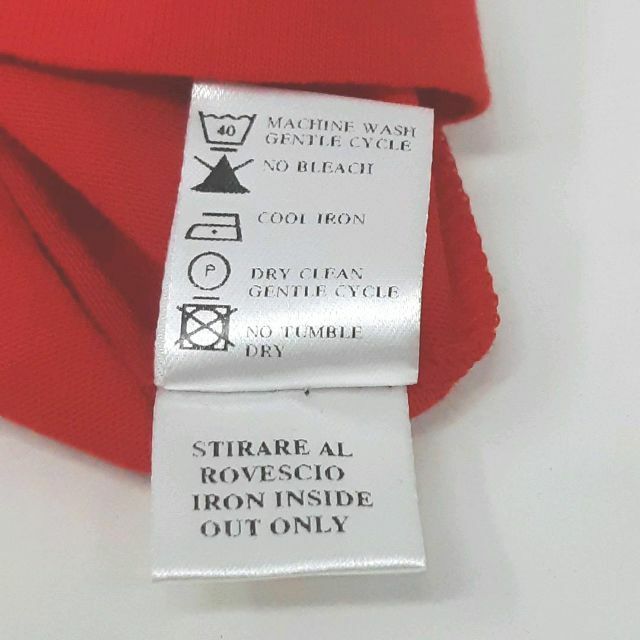 40 MACHINE WASH
GENTLE CYCLE
NO BLEACH
COOL IRON
P DRY CLEAN
GENTLE CYCLE
NO TUMBLE
DRY
STIRARE AL
ROVESCIO
IRON INSIDE
OUT ONLY